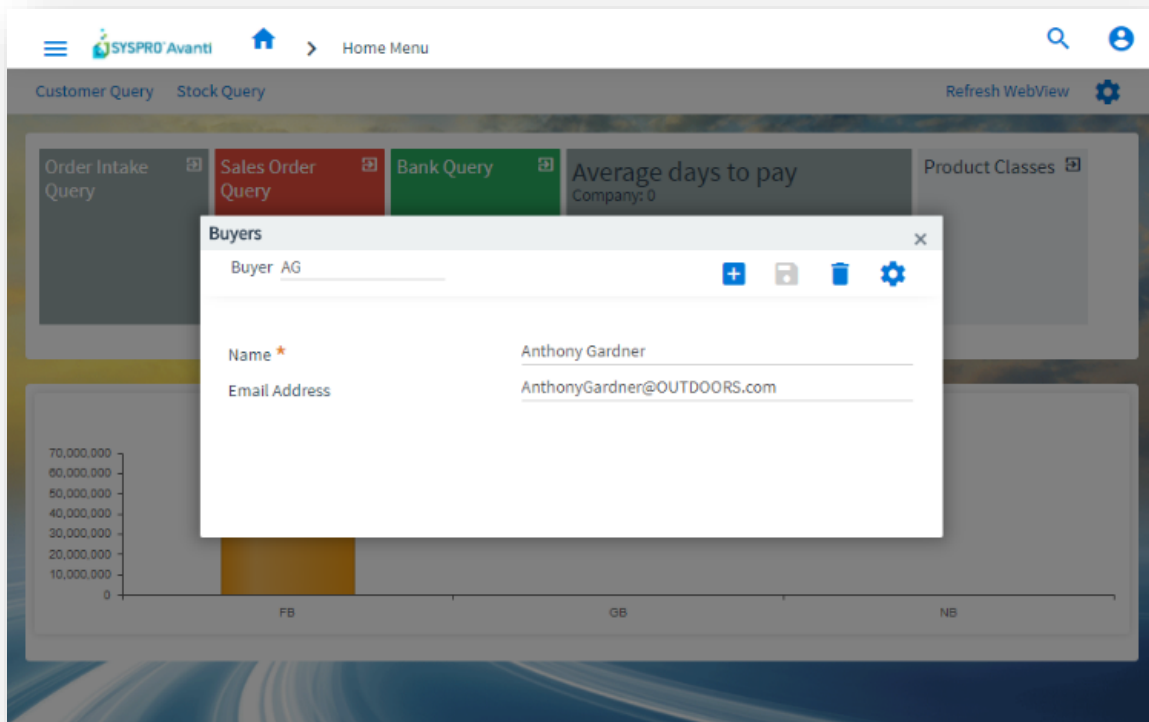 SYSPRO Avanti
Home Menu
Customer Query Stock Query Refresh WebView
Order Intake
Query
Sales Order
Query
Bank Query
Average days to pay
Company: 0
Product Classes
Buyers
Buyer AG
Name * Anthony Gardner
Email Address AnthonyGardner@OUTDOORS.com
70,000,000
60,000,000
50,000,000
40,000,000
30,000,000
20,000,000
10,000,000
0
FB GB NB